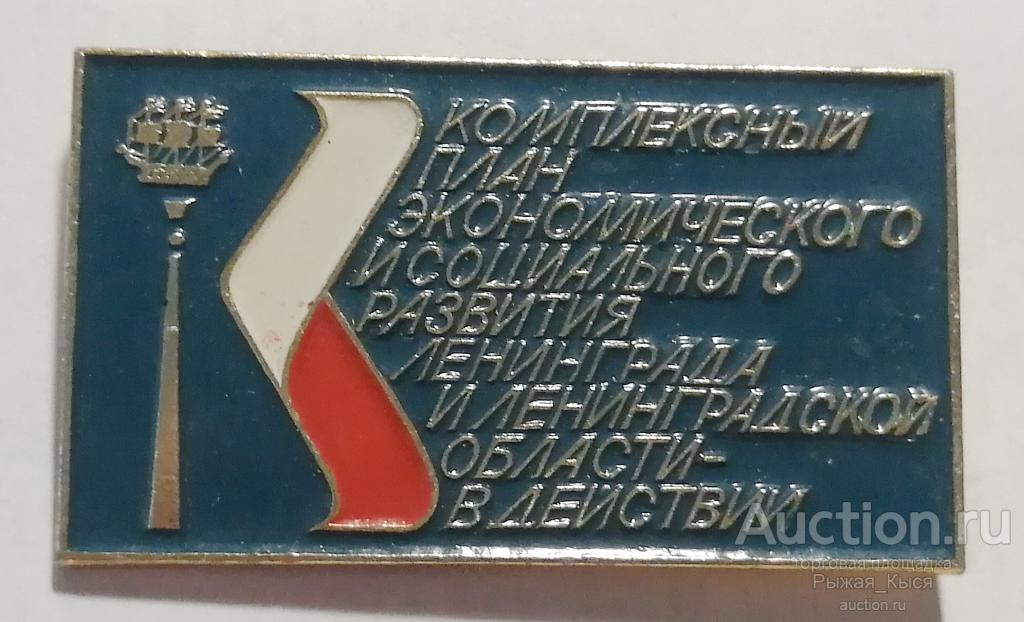 КОМПЛЕКСНЫЙ
ПЛАН
ЭКОНОМИЧЕСКОГО
И СОЦИАЛЬНОГО
РАЗВИТИЯ
ЛЕНИНГРАДА
И ЛЕНИНГРАДСКОЙ
ОБЛАСТИ-
В ДЕЙСТВИИ
Auction.ru
торговая площадка
Рыжая_Кыся
auction.ru